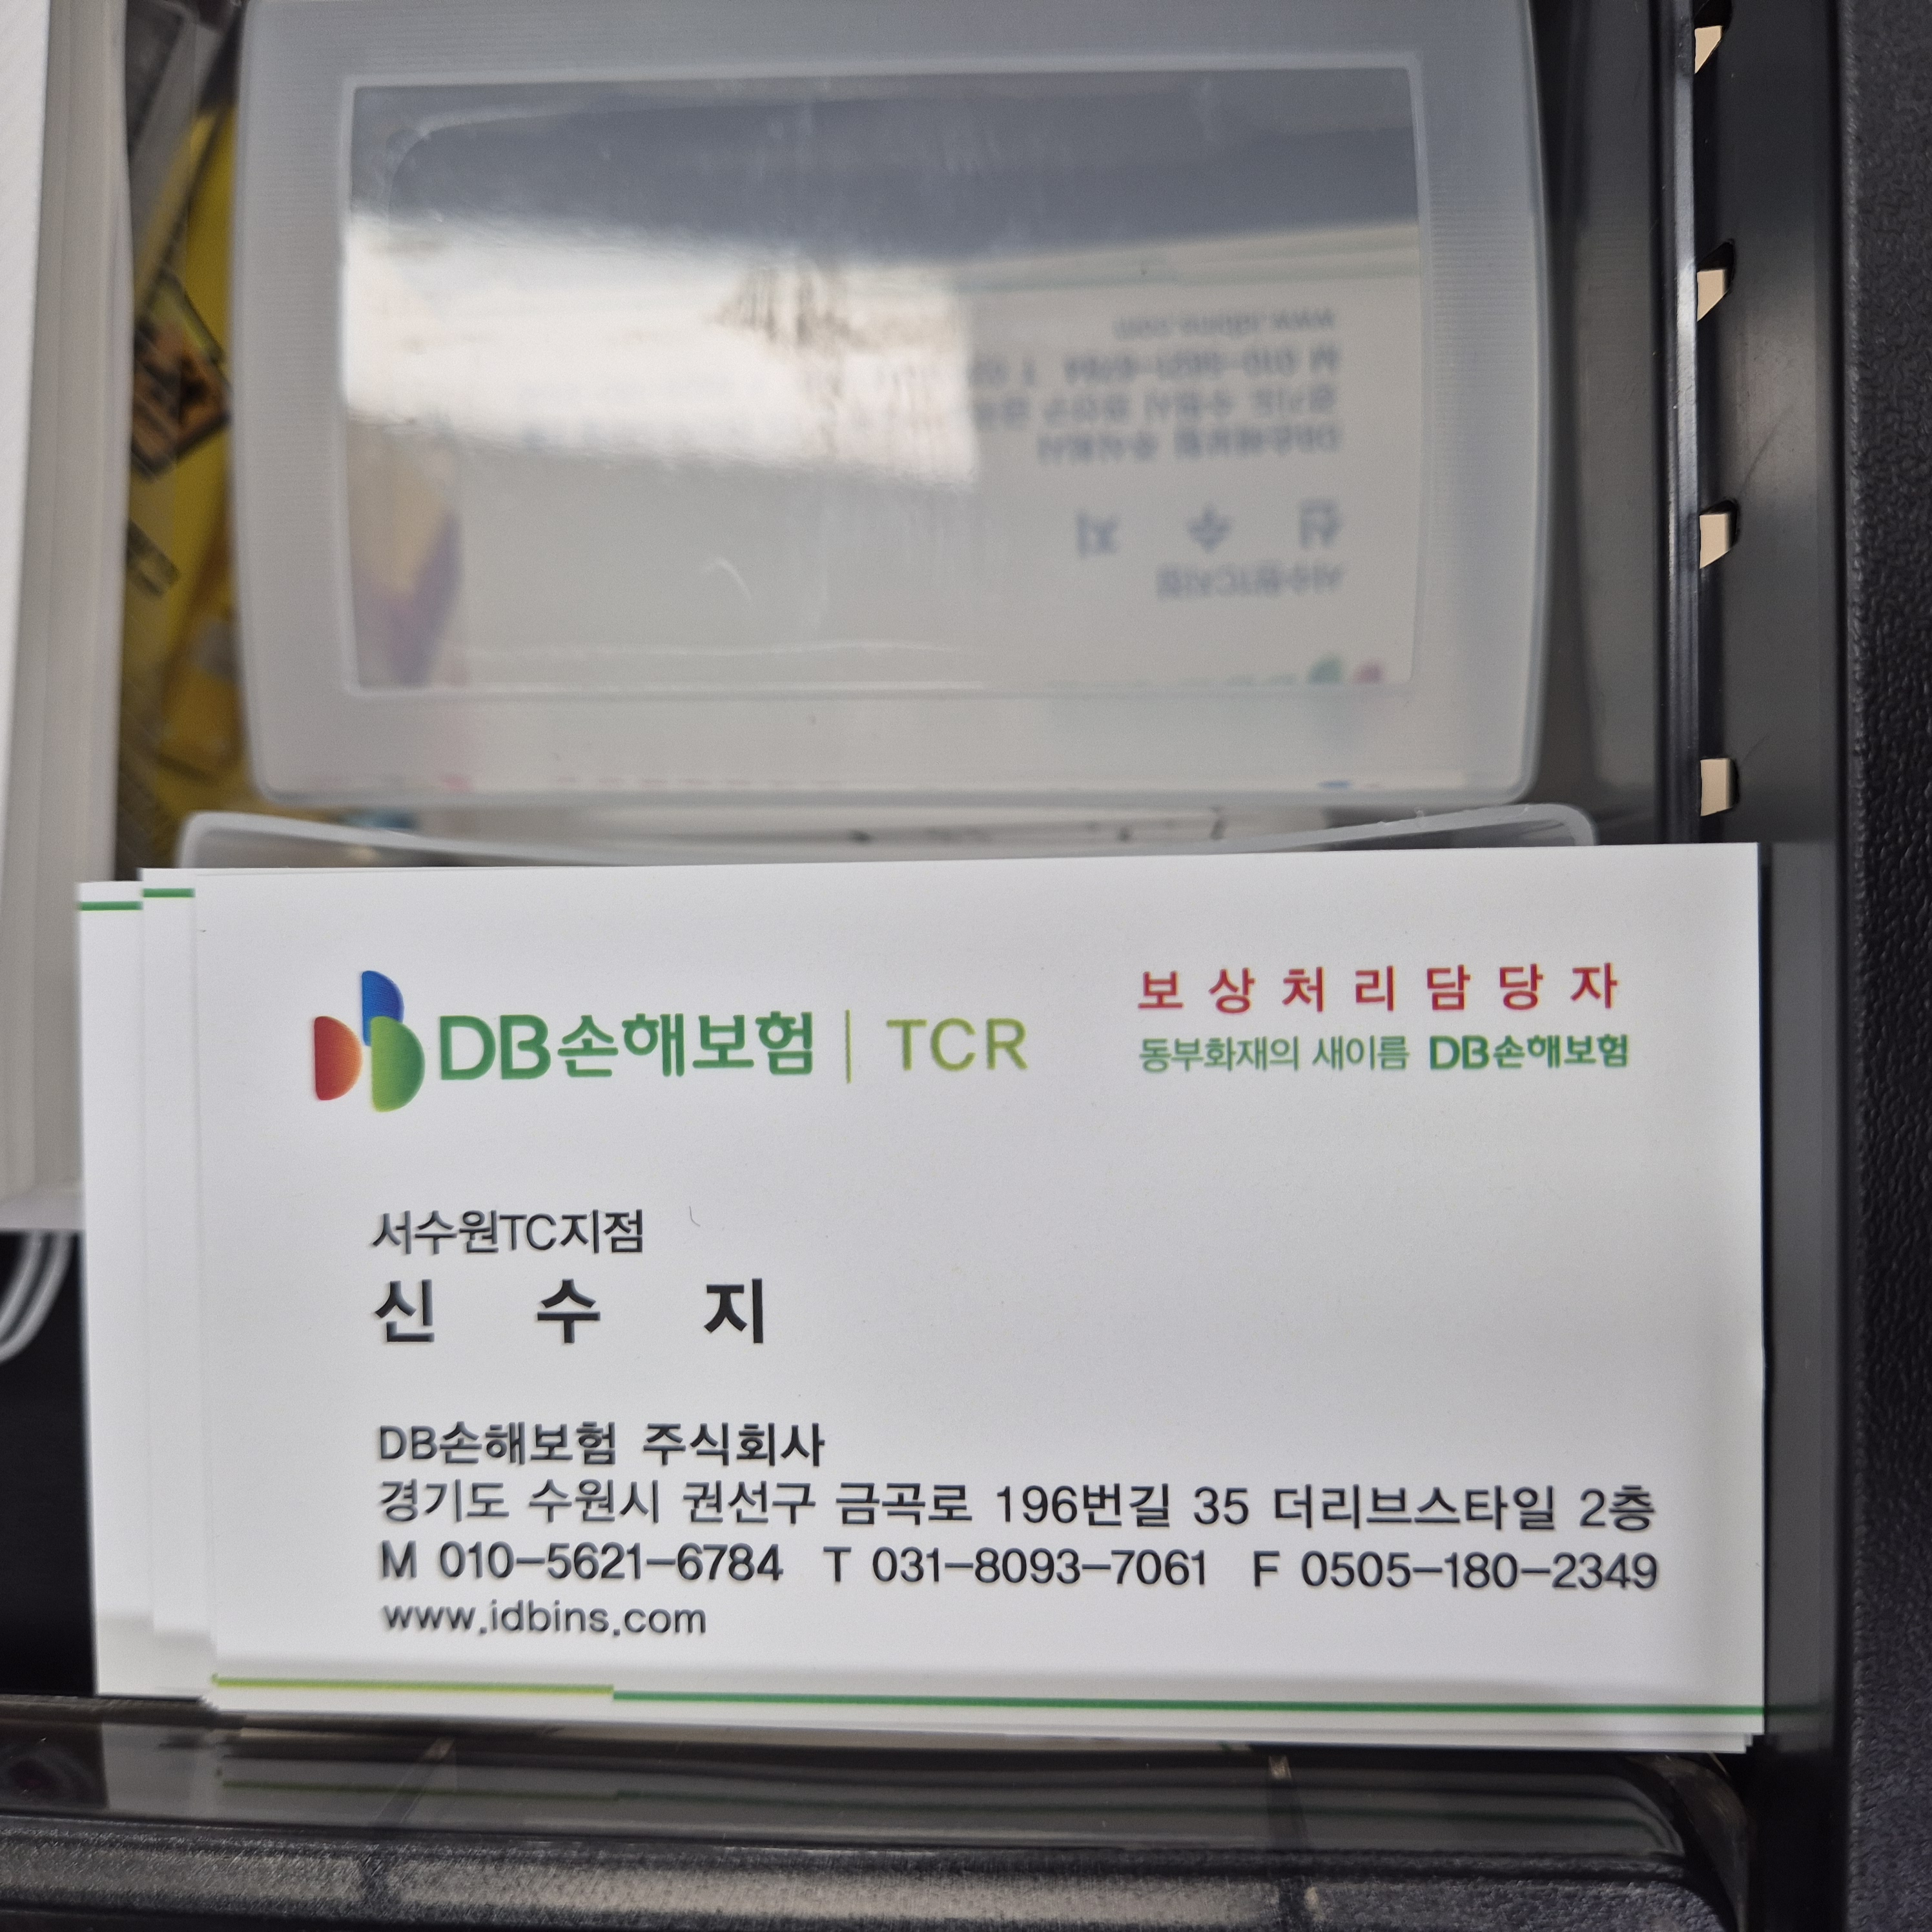 DB손해보험 | TCR
보상처리담당자
동부화재의 새이름 DB손해보험
서수원TC지점
신 수 지
DB손해보험 주식회사
경기도 수원시 권선구 금곡로 196번길 35 더리브스타일 2층
M 010-5621-6784 T 031-8093-7061 F 0505-180-2349
www.idbins.com